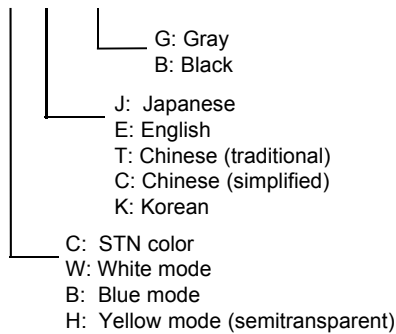 G: Gray
B: Black
J: Japanese
E: English
T: Chinese (traditional)
C: Chinese (simplified)
K: Korean
C: STN color
W: White mode
B: Blue mode
H: Yellow mode (semitransparent)